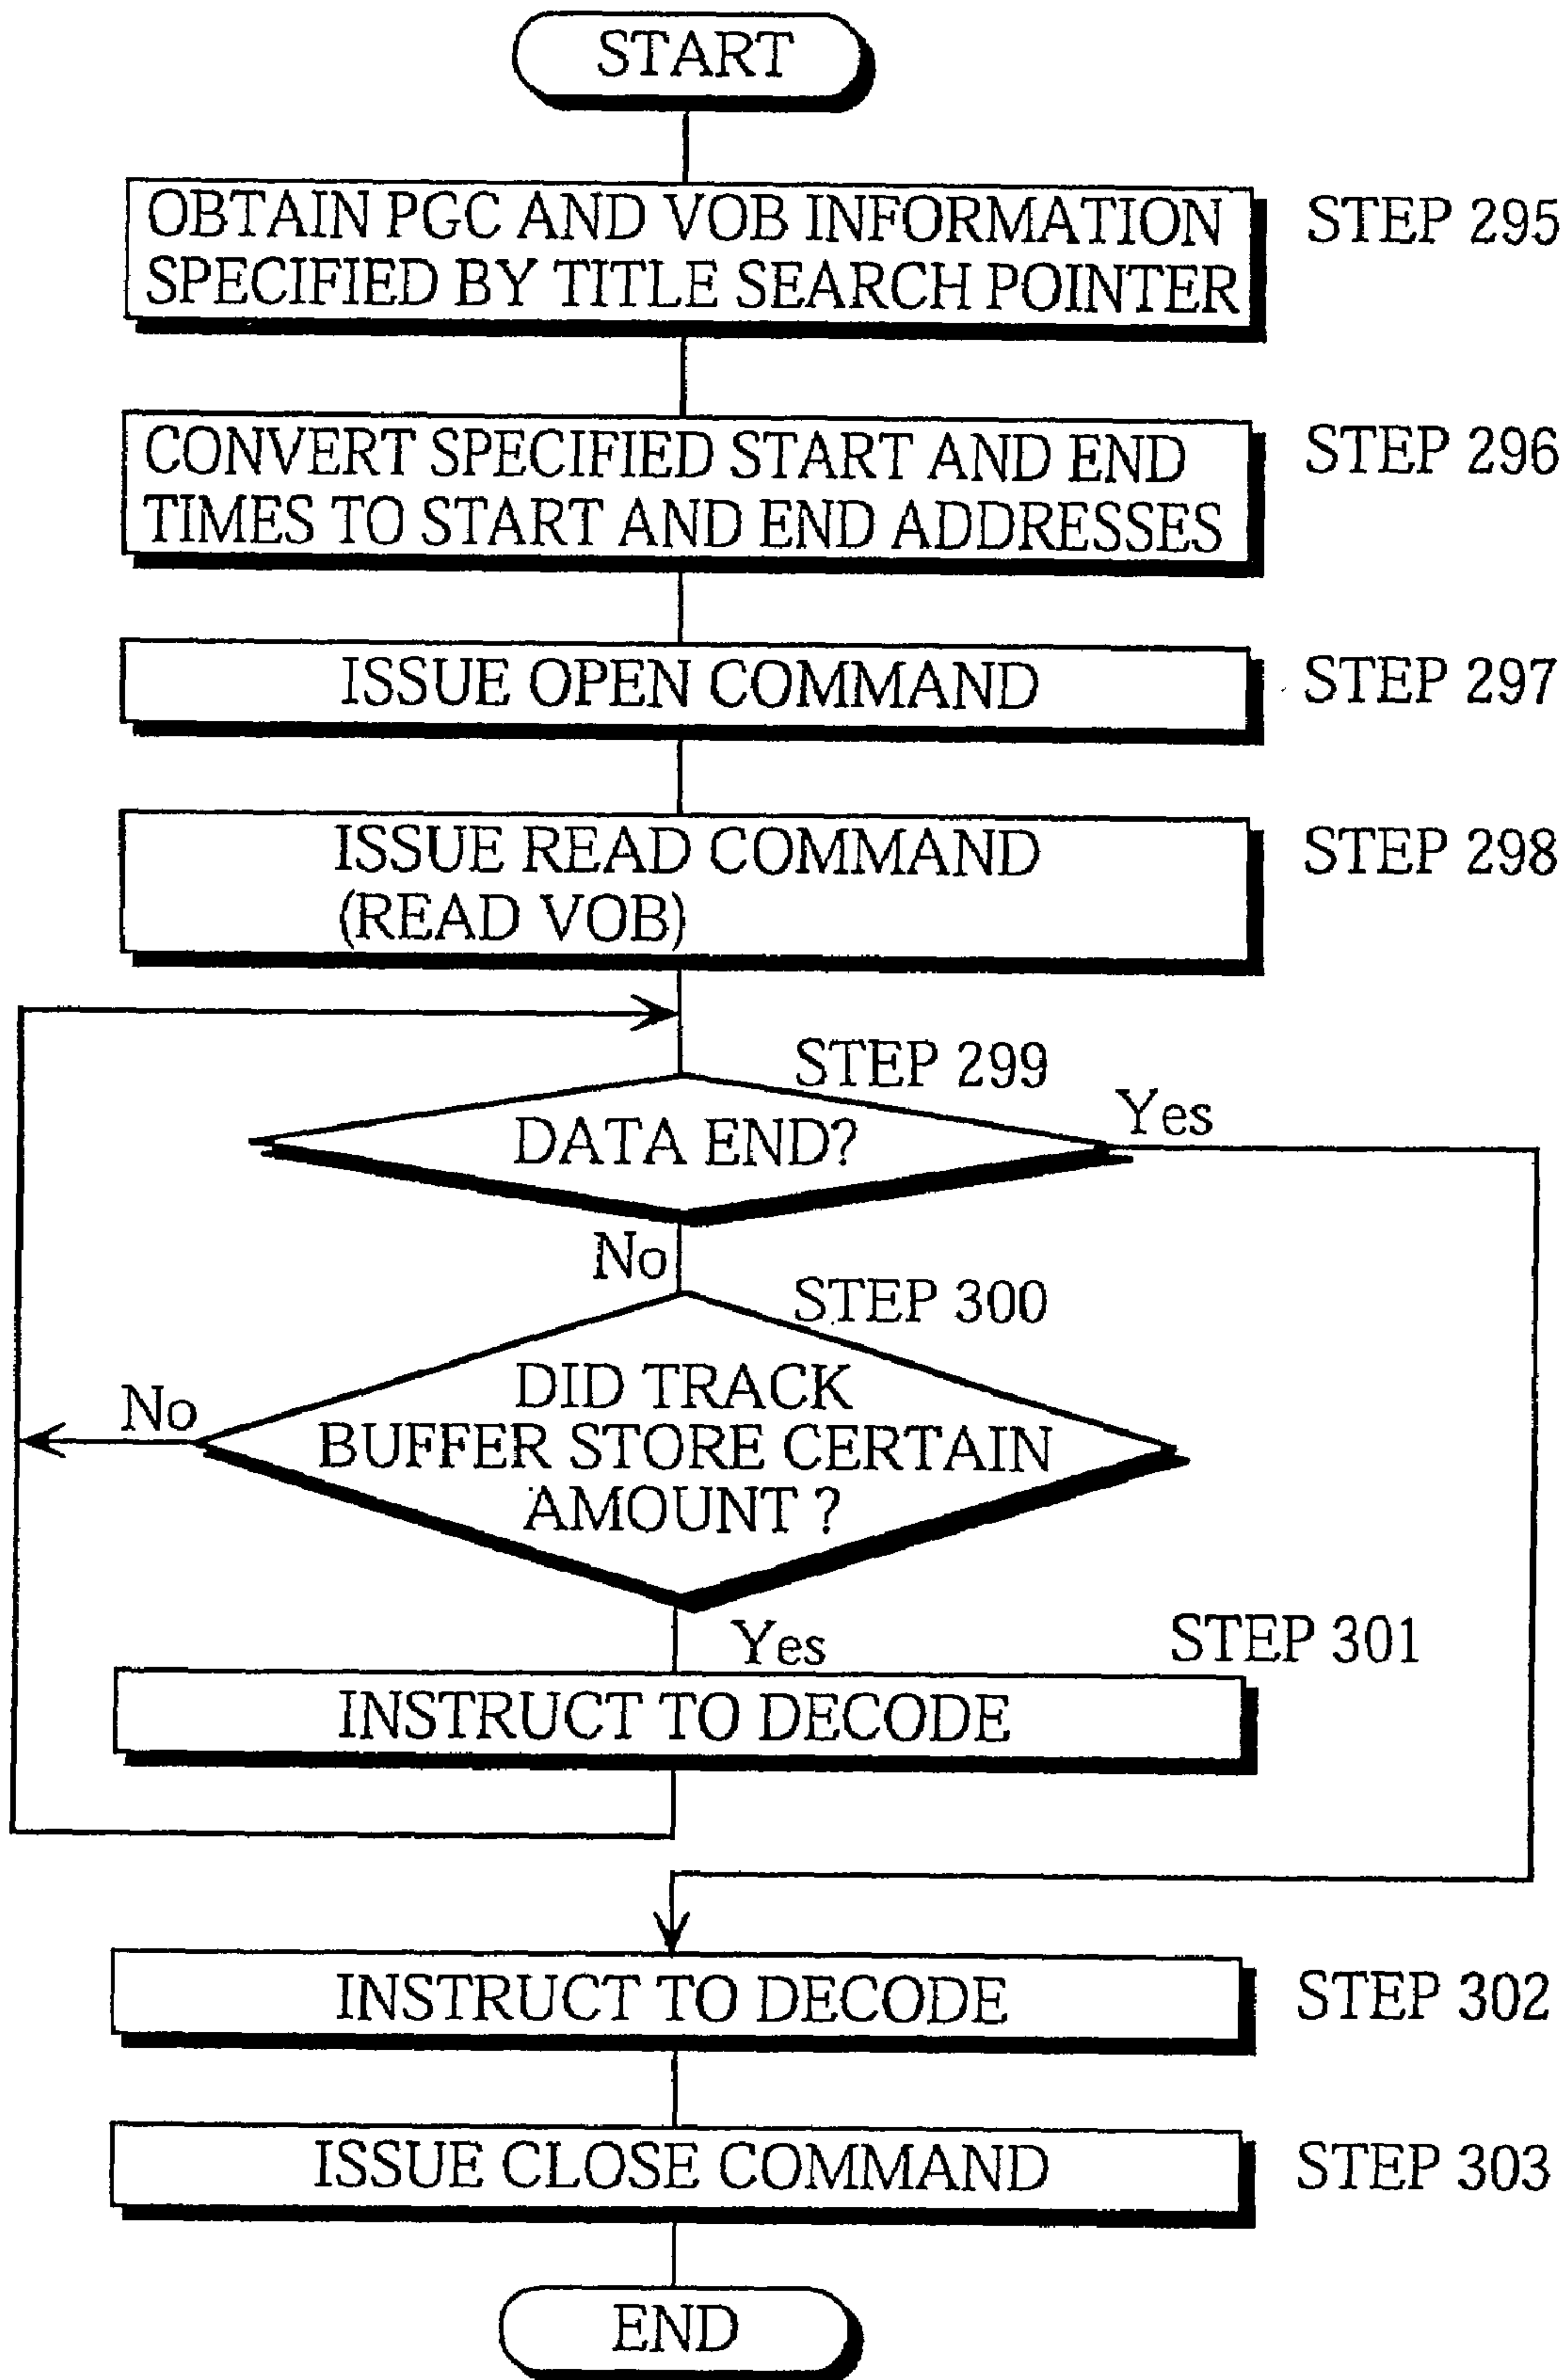 START
OBTAIN PGC AND VOB INFORMATION
SPECIFIED BY TITLE SEARCH POINTER
STEP 295
CONVERT SPECIFIED START AND END
TIMES TO START AND END ADDRESSES
STEP 296
ISSUE OPEN COMMAND
STEP 297
ISSUE READ COMMAND
(READ VOB)
STEP 298
STEP 299
DATA END?
Yes
No
STEP 300
DID TRACK
BUFFER STORE CERTAIN
AMOUNT ?
No
Yes
STEP 301
INSTRUCT TO DECODE
INSTRUCT TO DECODE
STEP 302
ISSUE CLOSE COMMAND
STEP 303
END